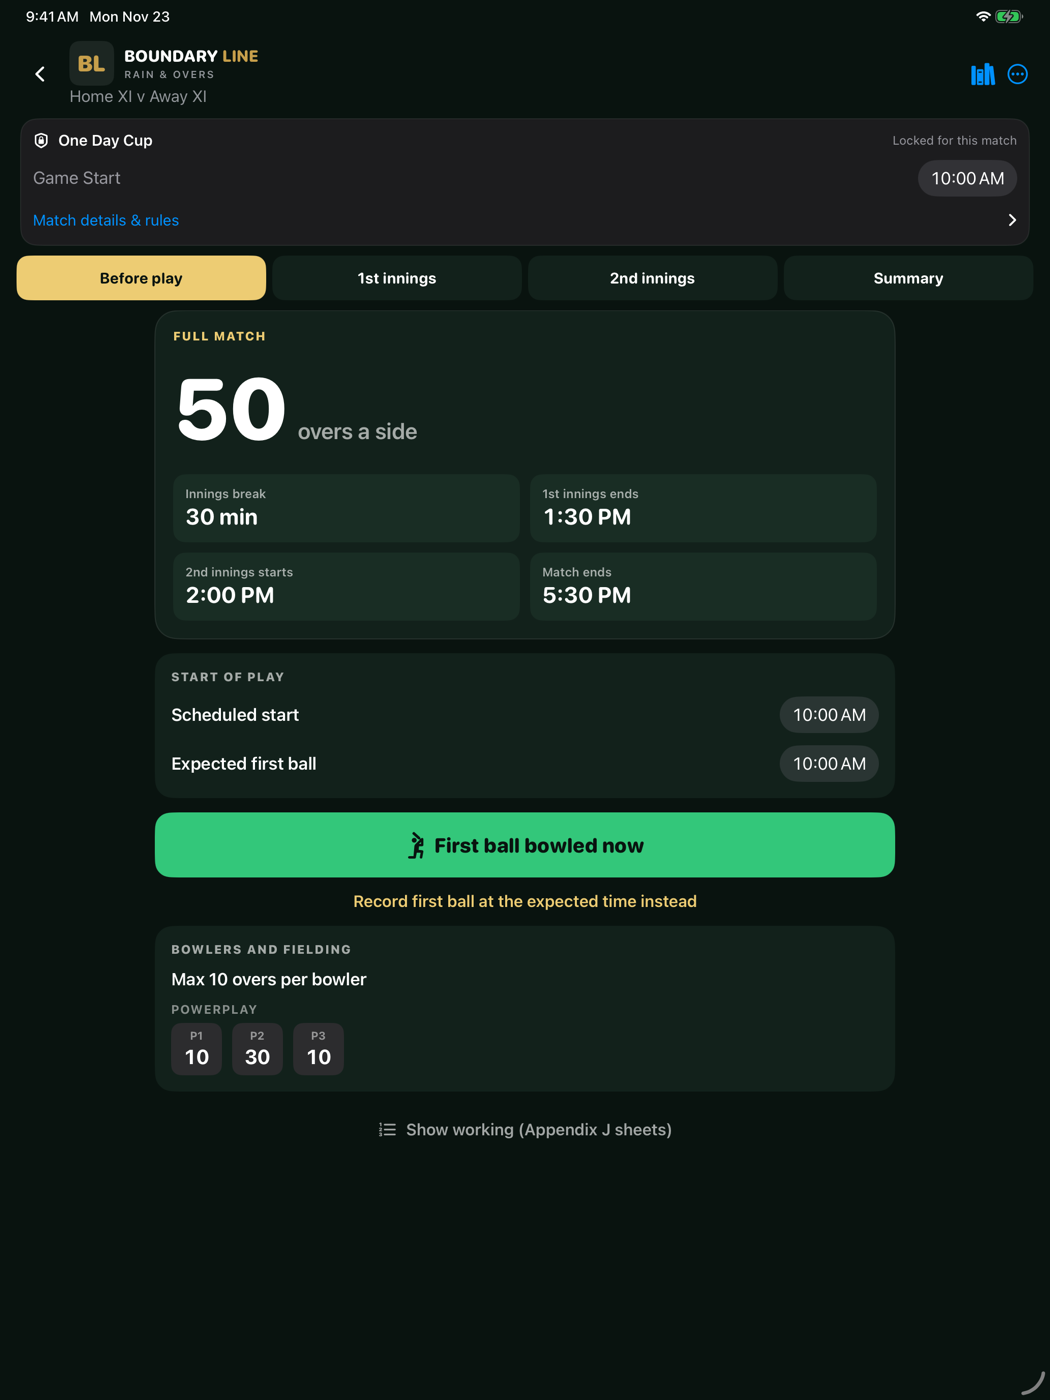 9:41 AM Mon Nov 23
BL
BOUNDARY LINE
RAIN & OVERS
Home XI v Away XI
One Day Cup
Locked for this match
Game Start
10:00 AM
Match details & rules
Before play
1st innings
2nd innings
Summary
FULL MATCH
50 overs a side
Innings break
30 min
1st innings ends
1:30 PM
2nd innings starts
2:00 PM
Match ends
5:30 PM
START OF PLAY
Scheduled start
10:00 AM
Expected first ball
10:00 AM
First ball bowled now
Record first ball at the expected time instead
BOWLERS AND FIELDING
Max 10 overs per bowler
POWERPLAY
P1
10
P2
30
P3
10
Show working (Appendix J sheets)